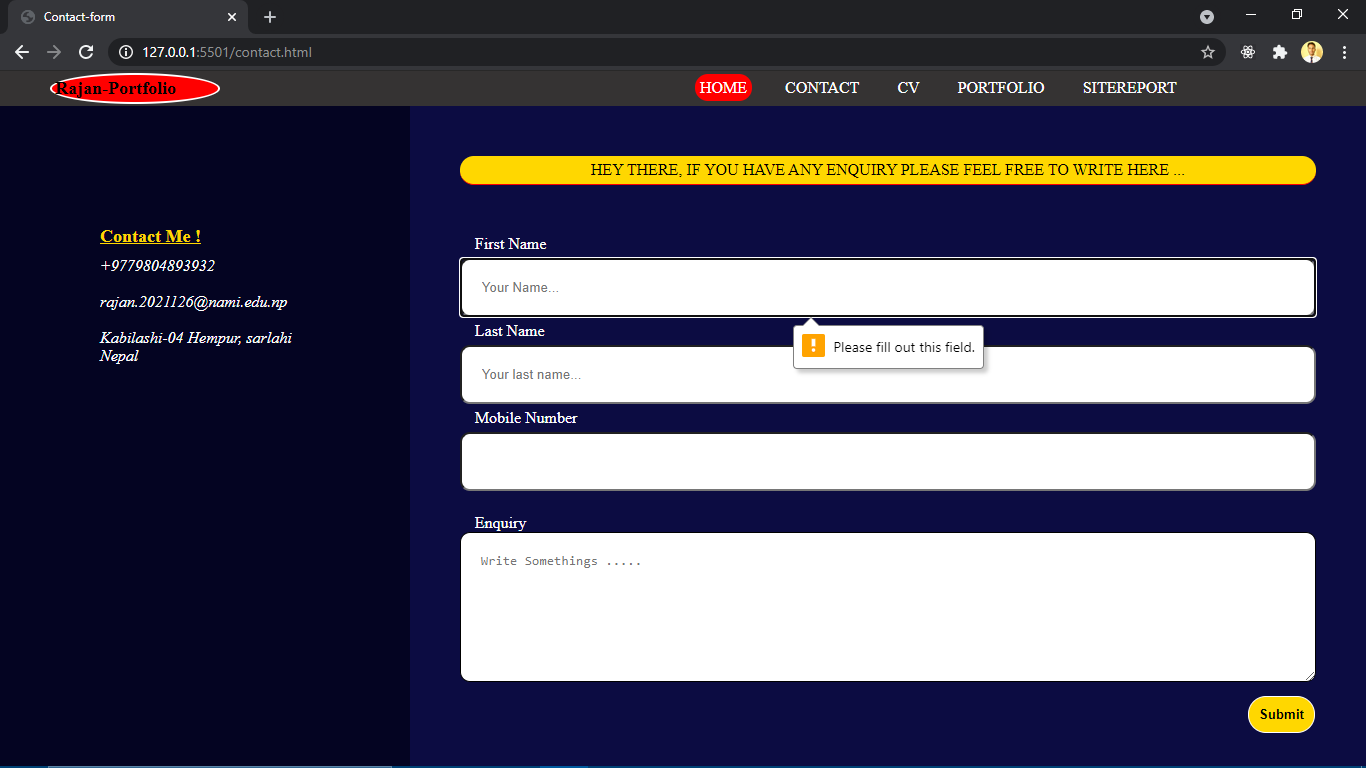 Contact-form
127.0.0.1:5501/contact.html
Rajan-Portfolio HOME CONTACT CV PORTFOLIO SITEREPORT
HEY THERE, IF YOU HAVE ANY ENQUIRY PLEASE FEEL FREE TO WRITE HERE ...
Contact Me !
+9779804893932
rajan.2021126@nami.edu.np
Kabilashi-04 Hempur, sarlahi
Nepal
First Name
Your Name...
Last Name
Please fill out this field.
Your last name...
Mobile Number
Enquiry
Write Somethings .....
Submit